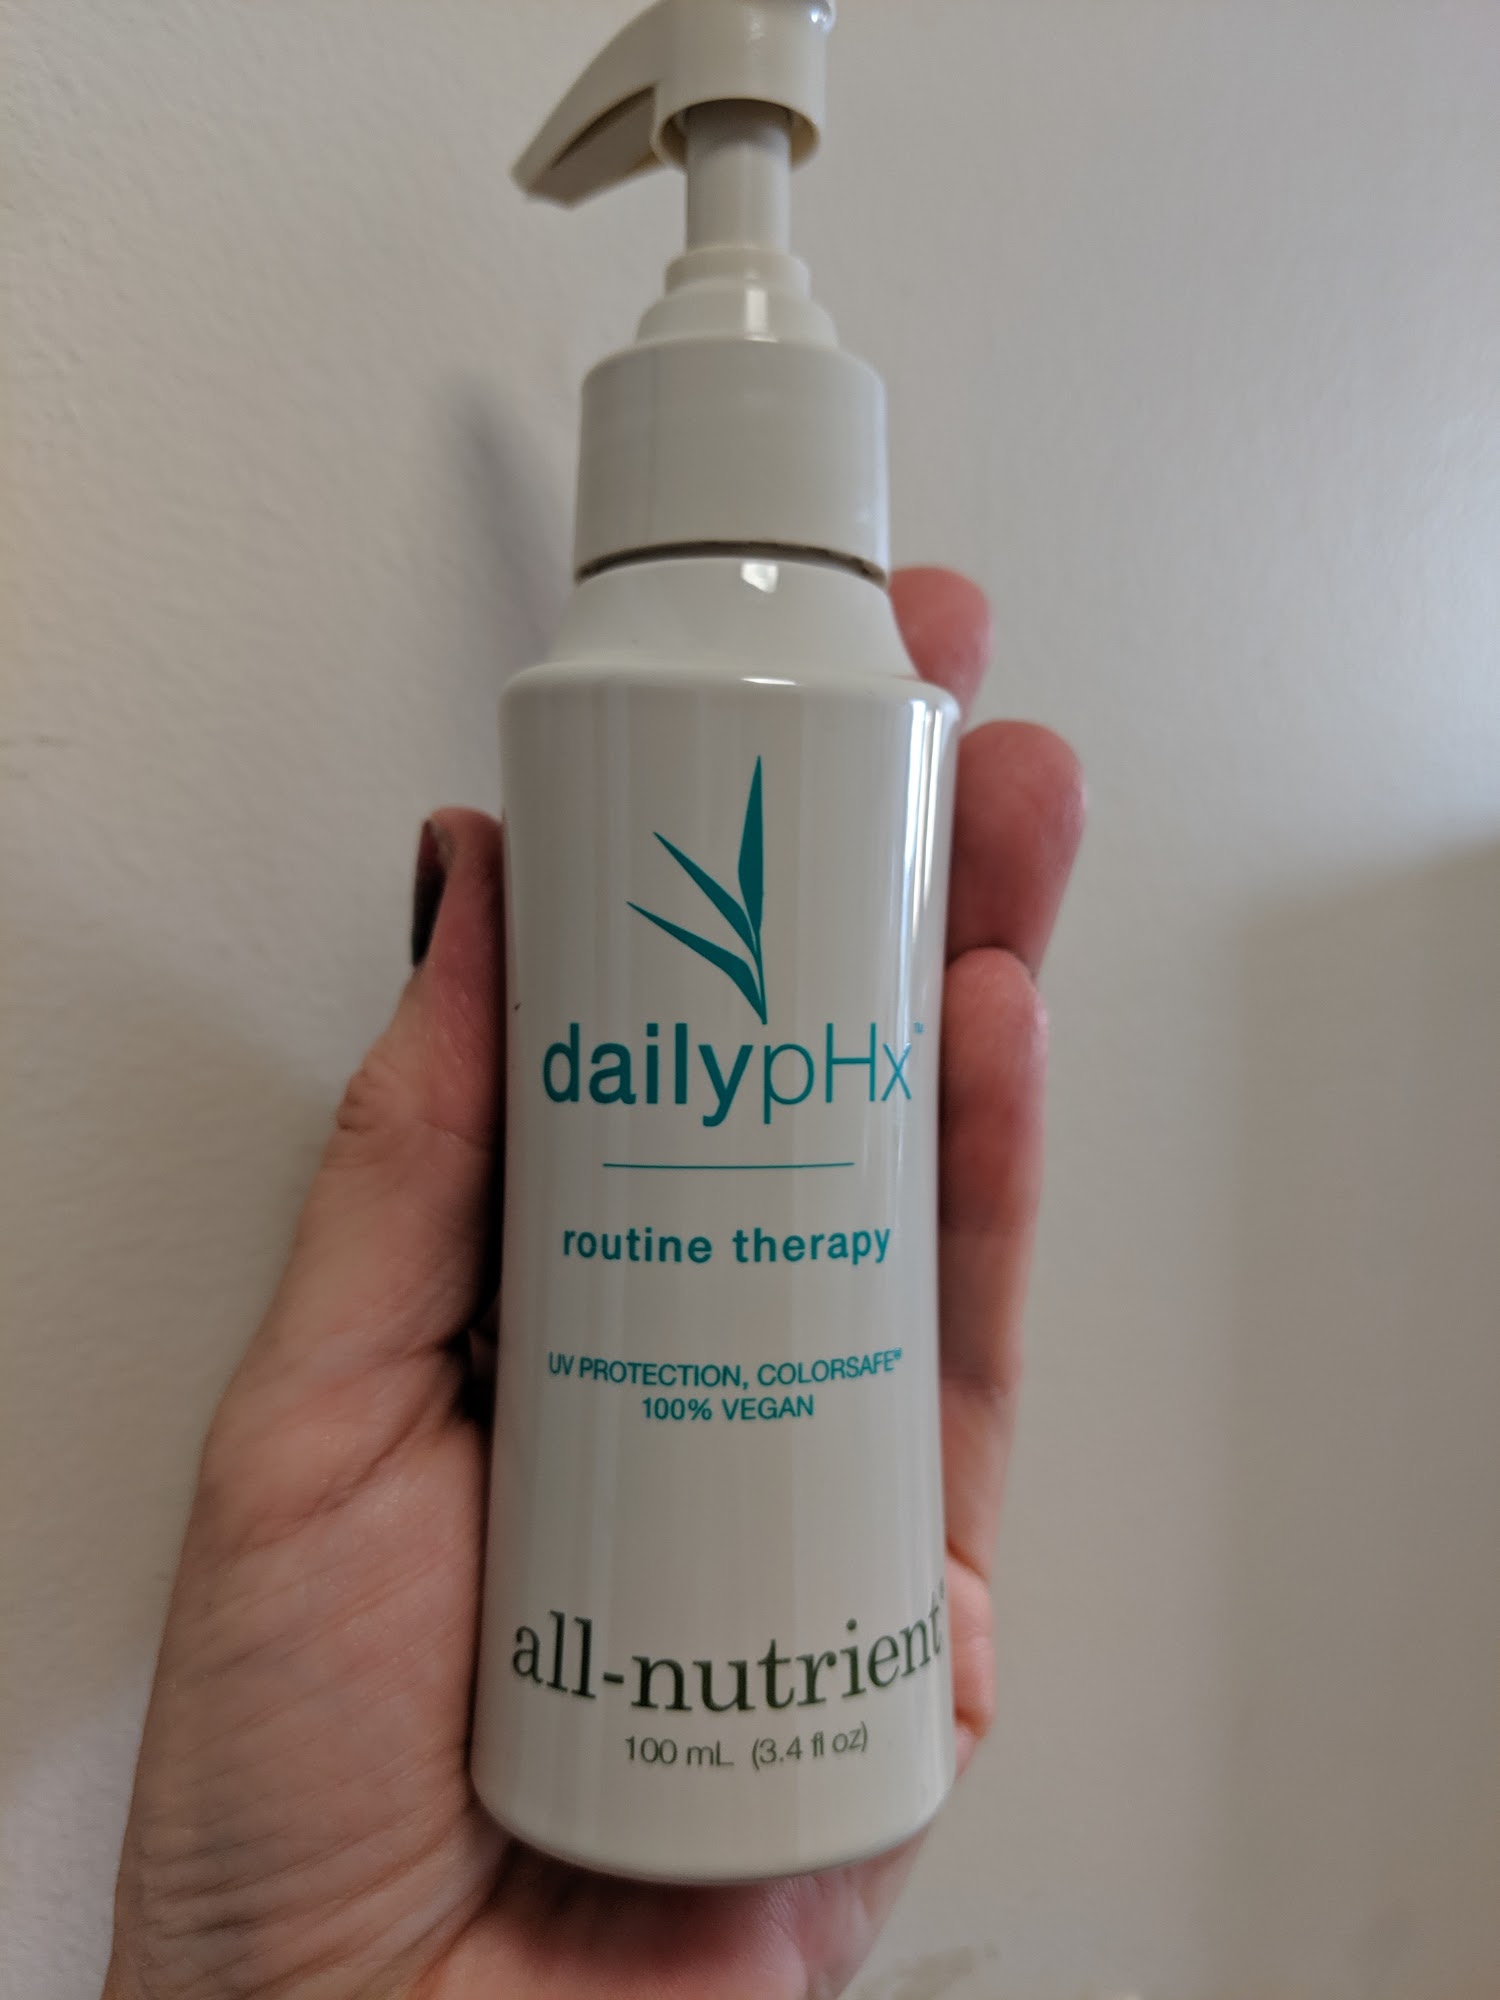 dailypHx™
routine therapy
UV PROTECTION, COLORSAFE℠
100% VEGAN
all-nutrient®
100 mL (3.4 fl oz)